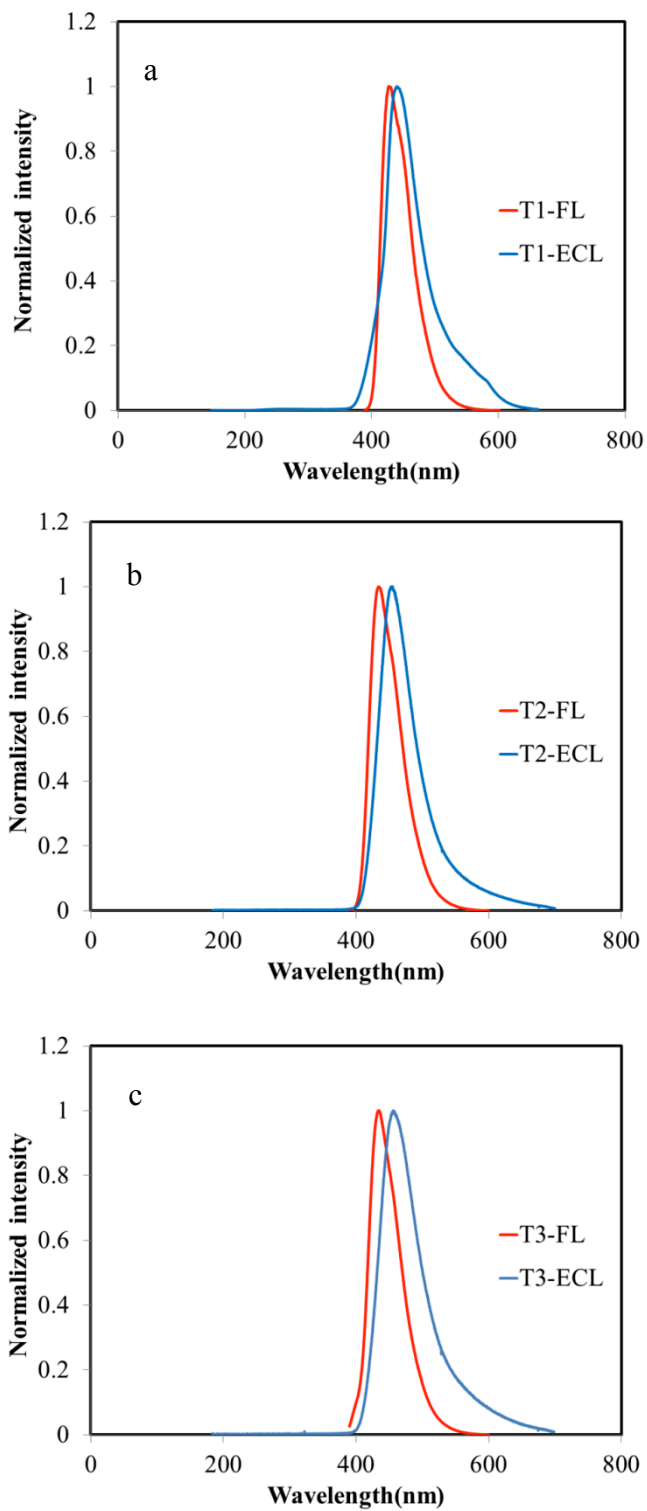 1.2
a
1
0.8
Normalized intensity
T1-FL
0.6
T1-ECL
0.4
0.2
0
0 200 400 600 800
Wavelength(nm)
1.2
b
1
0.8
Normalized intensity
T2-FL
0.6
T2-ECL
0.4
0.2
0
0 200 400 600 800
Wavelength(nm)
1.2
c
1
0.8
Normalized intensity
T3-FL
0.6
T3-ECL
0.4
0.2
0
0 200 400 600 800
Wavelength(nm)